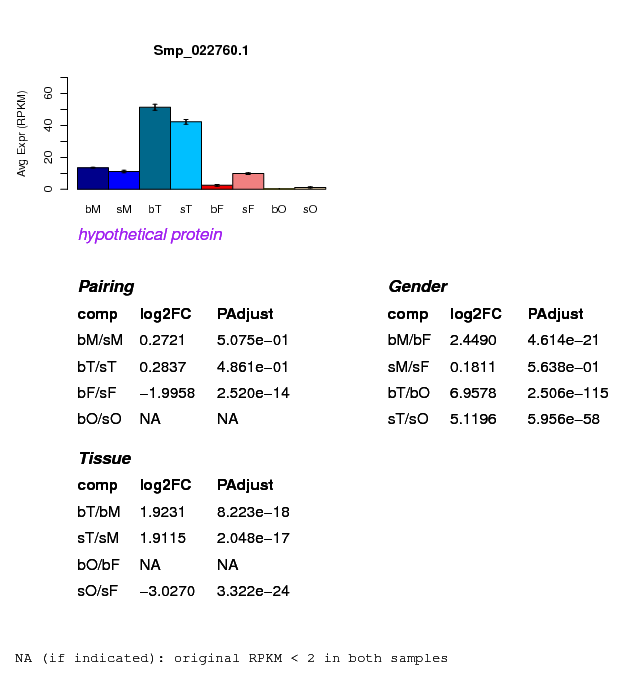 Smp_022760.1
Avg Expr (RPKM)
0 20 40 60
bM sM bT sT bF sF bO sO
hypothetical protein
Pairing
comp log2FC PAdjust
bM/sM 0.2721 5.075e−01
bT/sT 0.2837 4.861e−01
bF/sF −1.9958 2.520e−14
bO/sO NA NA
Gender
comp log2FC PAdjust
bM/bF 2.4490 4.614e−21
sM/sF 0.1811 5.638e−01
bT/bO 6.9578 2.506e−115
sT/sO 5.1196 5.956e−58
Tissue
comp log2FC PAdjust
bT/bM 1.9231 8.223e−18
sT/sM 1.9115 2.048e−17
bO/bF NA NA
sO/sF −3.0270 3.322e−24
NA (if indicated): original RPKM < 2 in both samples